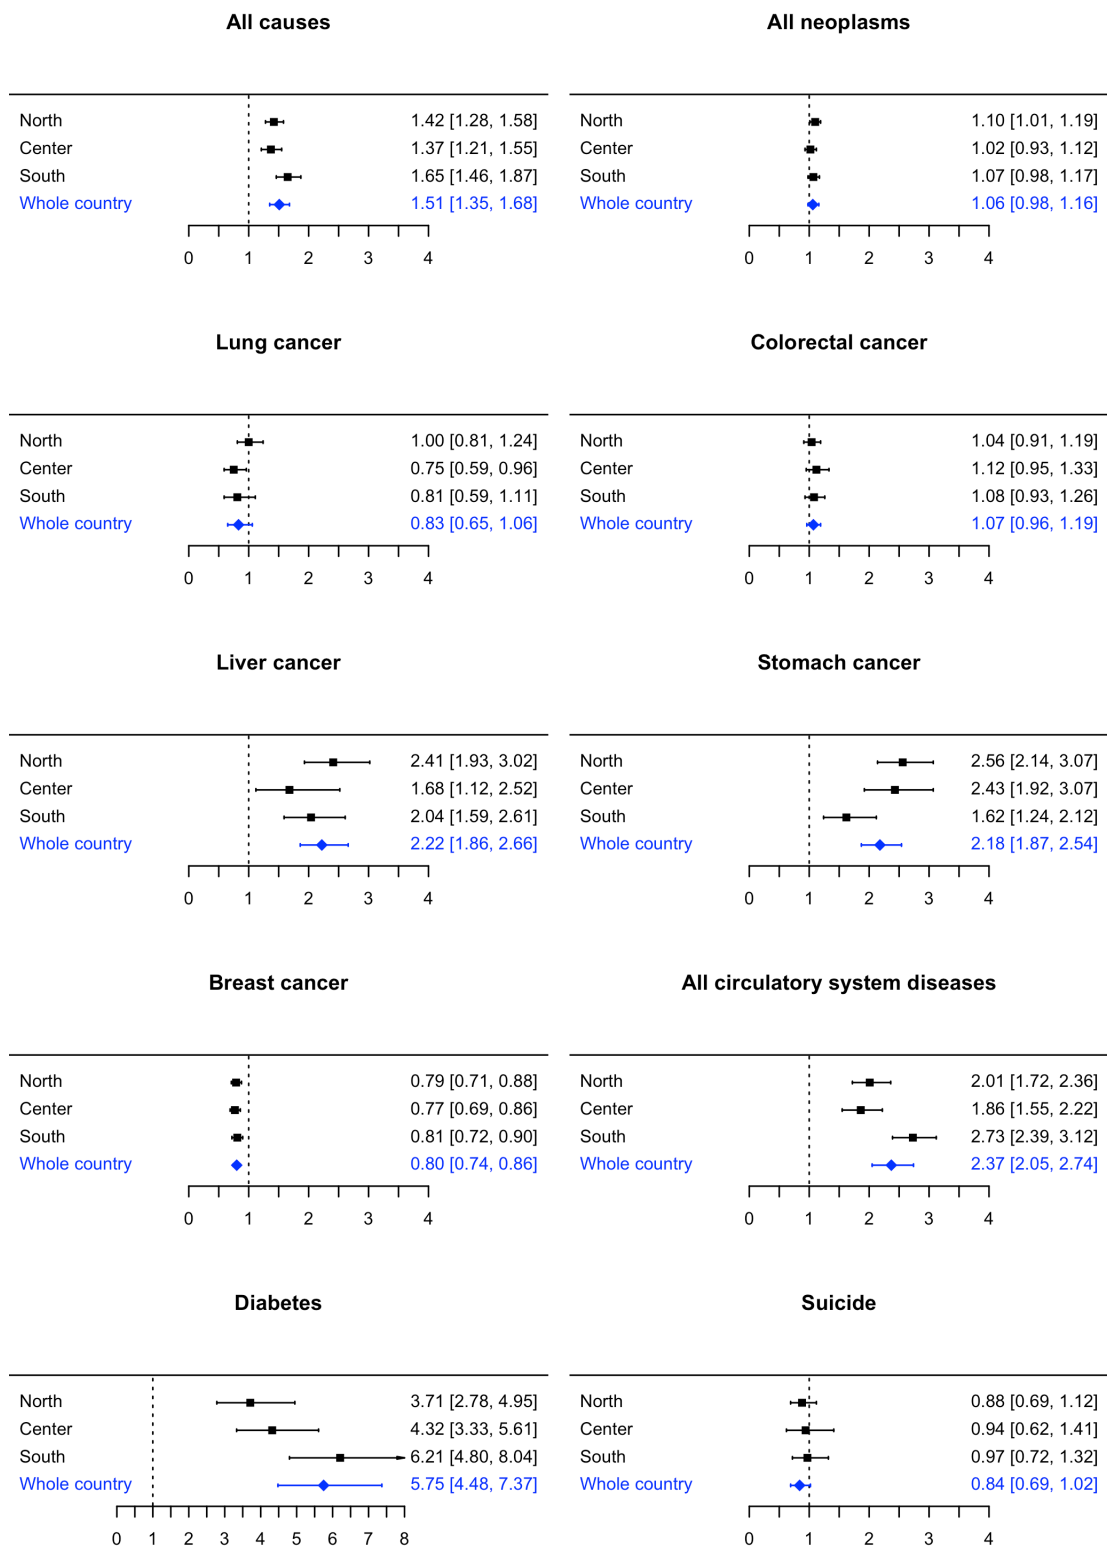 All causes
North 1.42 [1.28, 1.58]
Center 1.37 [1.21, 1.55]
South 1.65 [1.46, 1.87]
Whole country 1.51 [1.35, 1.68]
0 1 2 3 4
All neoplasms
North 1.10 [1.01, 1.19]
Center 1.02 [0.93, 1.12]
South 1.07 [0.98, 1.17]
Whole country 1.06 [0.98, 1.16]
0 1 2 3 4
Lung cancer
North 1.00 [0.81, 1.24]
Center 0.75 [0.59, 0.96]
South 0.81 [0.59, 1.11]
Whole country 0.83 [0.65, 1.06]
0 1 2 3 4
Colorectal cancer
North 1.04 [0.91, 1.19]
Center 1.12 [0.95, 1.33]
South 1.08 [0.93, 1.26]
Whole country 1.07 [0.96, 1.19]
0 1 2 3 4
Liver cancer
North 2.41 [1.93, 3.02]
Center 1.68 [1.12, 2.52]
South 2.04 [1.59, 2.61]
Whole country 2.22 [1.86, 2.66]
0 1 2 3 4
Stomach cancer
North 2.56 [2.14, 3.07]
Center 2.43 [1.92, 3.07]
South 1.62 [1.24, 2.12]
Whole country 2.18 [1.87, 2.54]
0 1 2 3 4
Breast cancer
North 0.79 [0.71, 0.88]
Center 0.77 [0.69, 0.86]
South 0.81 [0.72, 0.90]
Whole country 0.80 [0.74, 0.86]
0 1 2 3 4
All circulatory system diseases
North 2.01 [1.72, 2.36]
Center 1.86 [1.55, 2.22]
South 2.73 [2.39, 3.12]
Whole country 2.37 [2.05, 2.74]
0 1 2 3 4
Diabetes
North 3.71 [2.78, 4.95]
Center 4.32 [3.33, 5.61]
South 6.21 [4.80, 8.04]
Whole country 5.75 [4.48, 7.37]
0 1 2 3 4 5 6 7 8
Suicide
North 0.88 [0.69, 1.12]
Center 0.94 [0.62, 1.41]
South 0.97 [0.72, 1.32]
Whole country 0.84 [0.69, 1.02]
0 1 2 3 4